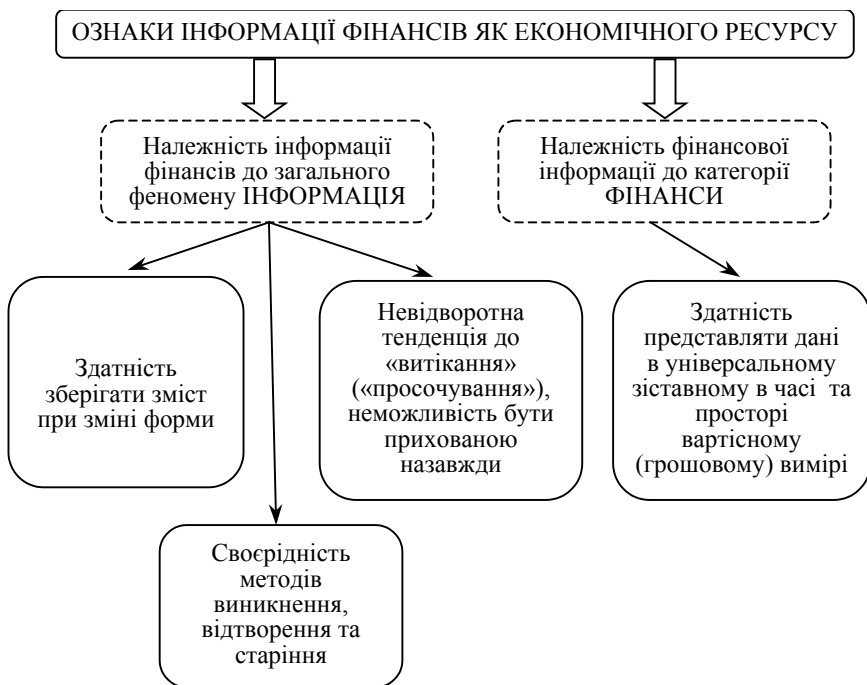 ОЗНАКИ ІНФОРМАЦІЇ ФІНАНСІВ ЯК ЕКОНОМІЧНОГО РЕСУРСУ
Належність інформації
фінансів до загального
феномену ІНФОРМАЦІЯ
Належність фінансової
інформації до категорії
ФІНАНСИ
Здатність
зберігати зміст
при зміні форми
Невідворотна
тенденція до
«витікання»
(«просочування»),
неможливість бути
прихованою
назавжди
Здатність
представляти дані
в універсальному
зіставному в часі та
просторі
вартісному
(грошовому) вимірі
Своєрідність
методів
виникнення,
відтворення та
старіння